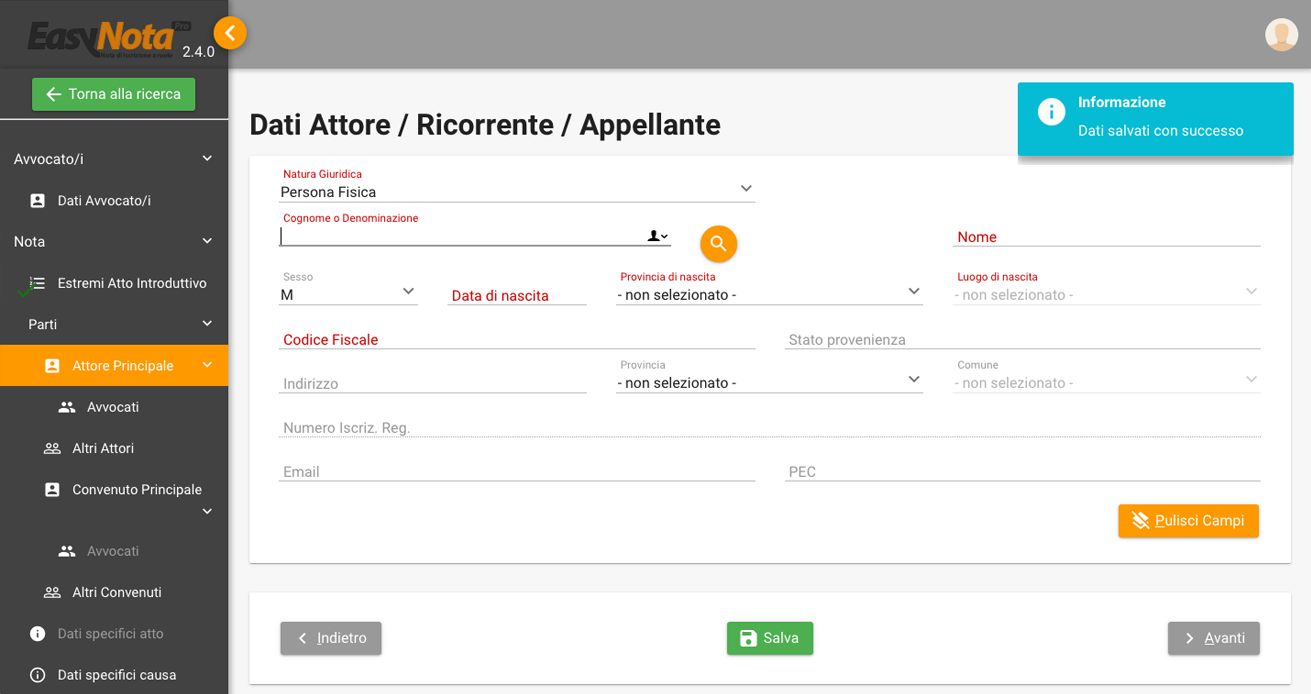 EasyNota Pro
Nota di iscrizione a ruolo
2.4.0
Torna alla ricerca
Avvocato/i
Dati Avvocato/i
Nota
Estremi Atto Introduttivo
Parti
Attore Principale
Avvocati
Altri Attori
Convenuto Principale
Avvocati
Altri Convenuti
Dati specifici atto
Dati specifici causa
Informazione
Dati salvati con successo
Dati Attore / Ricorrente / Appellante
Natura Giuridica
Persona Fisica
Cognome o Denominazione
Nome
Sesso
M
Data di nascita
Provincia di nascita
- non selezionato -
Luogo di nascita
- non selezionato -
Codice Fiscale
Stato provenienza
Indirizzo
Provincia
- non selezionato -
Comune
- non selezionato -
Numero Iscriz. Reg.
Email
PEC
Pulisci Campi
Indietro
Salva
Avanti